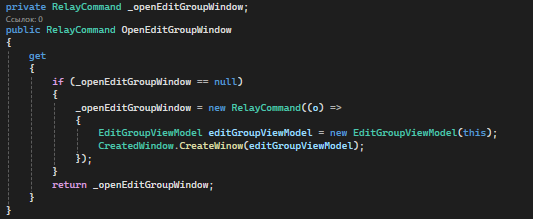 private RelayCommand _openEditGroupWindow;
Ссылок: 0
public RelayCommand OpenEditGroupWindow
{
get
{
if (_openEditGroupWindow == null)
{
_openEditGroupWindow = new RelayCommand((o) =>
{
EditGroupViewModel editGroupViewModel = new EditGroupViewModel(this);
CreatedWindow.CreateWinow(editGroupViewModel);
});
}
return _openEditGroupWindow;
}
}